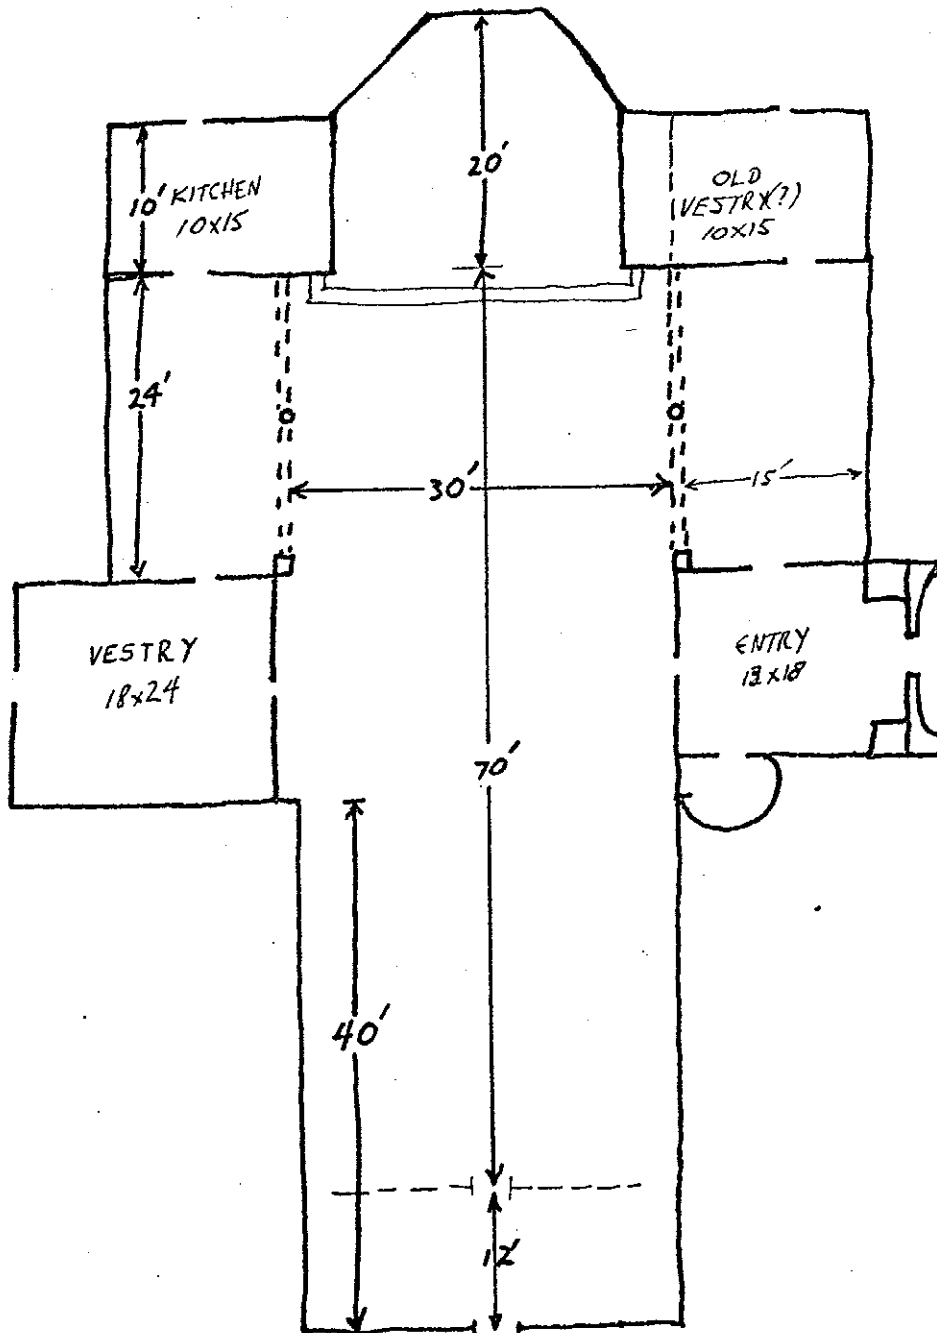 20'
10' KITCHEN
10x15
OLD
VESTRY(?)
10x15
24'
30'
15'
VESTRY
18x24
ENTRY
13x18
70'
40'
12'